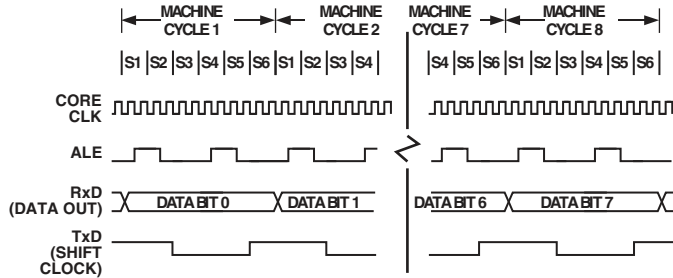 MACHINE CYCLE 1 MACHINE CYCLE 2 MACHINE CYCLE 7 MACHINE CYCLE 8
S1 S2 S3 S4 S5 S6 S1 S2 S3 S4 S4 S5 S6 S1 S2 S3 S4 S5 S6
CORE CLK
ALE
RxD (DATA OUT) DATA BIT 0 DATA BIT 1 DATA BIT 6 DATA BIT 7
TxD (SHIFT CLOCK)